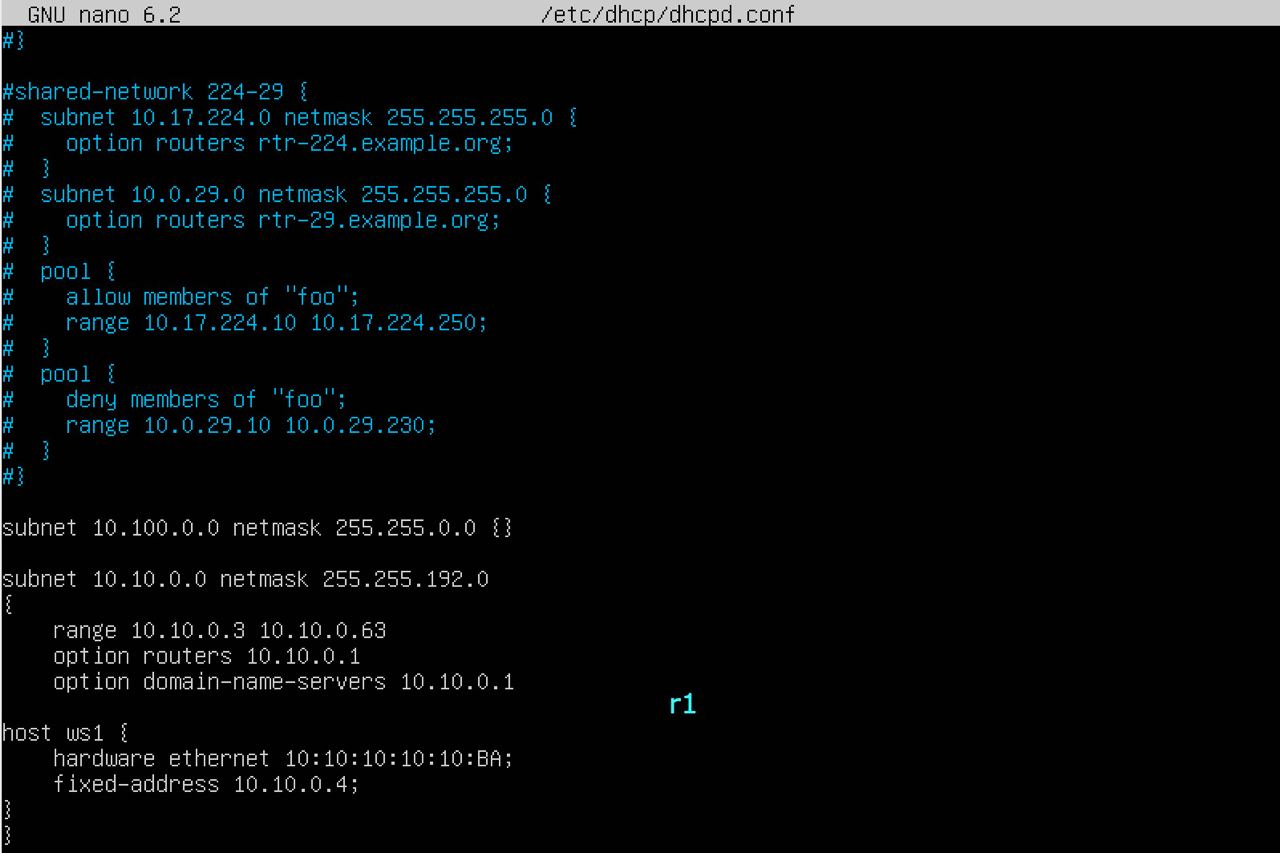 GNU nano 6.2 /etc/dhcp/dhcpd.conf
#}
#shared-network 224-29 {
#  subnet 10.17.224.0 netmask 255.255.255.0 {
#    option routers rtr-224.example.org;
#  }
#  subnet 10.0.29.0 netmask 255.255.255.0 {
#    option routers rtr-29.example.org;
#  }
#  pool {
#    allow members of "foo";
#    range 10.17.224.10 10.17.224.250;
#  }
#  pool {
#    deny members of "foo";
#    range 10.0.29.10 10.0.29.230;
#  }
#}
subnet 10.100.0.0 netmask 255.255.0.0 {}
subnet 10.10.0.0 netmask 255.255.192.0
{
    range 10.10.0.3 10.10.0.63
    option routers 10.10.0.1
    option domain-name-servers 10.10.0.1
r1
host ws1 {
    hardware ethernet 10:10:10:10:10:BA;
    fixed-address 10.10.0.4;
}
}